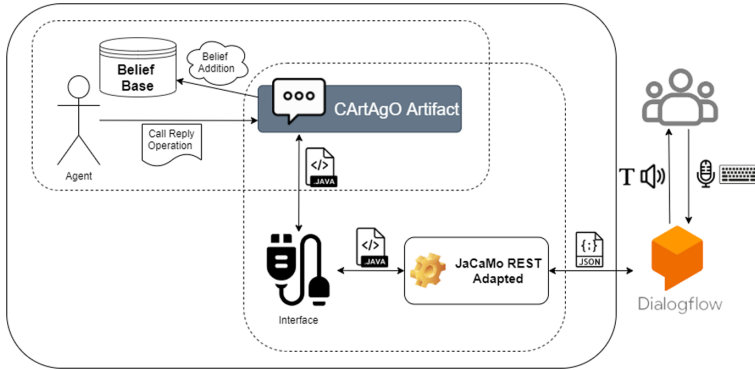 Belief
Base
Belief
Addition
CArtAgO Artifact
Call Reply
Operation
Agent
</>
.JAVA
</>
.JAVA
Interface
JaCaMo REST
Adapted
{;}
JSON
T
Dialogflow